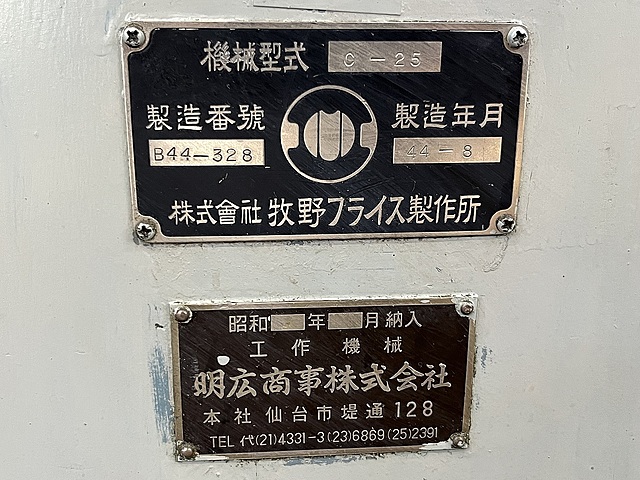 機械型式 C-25
製造番號 製造年月
B44-328 44-8
株式會社 牧野フライス製作所
昭和 年 月納入
工作機械
明広商事株式会社
本社 仙台市堤通128
TEL 代(21)4331-3(23)6869(25)2391